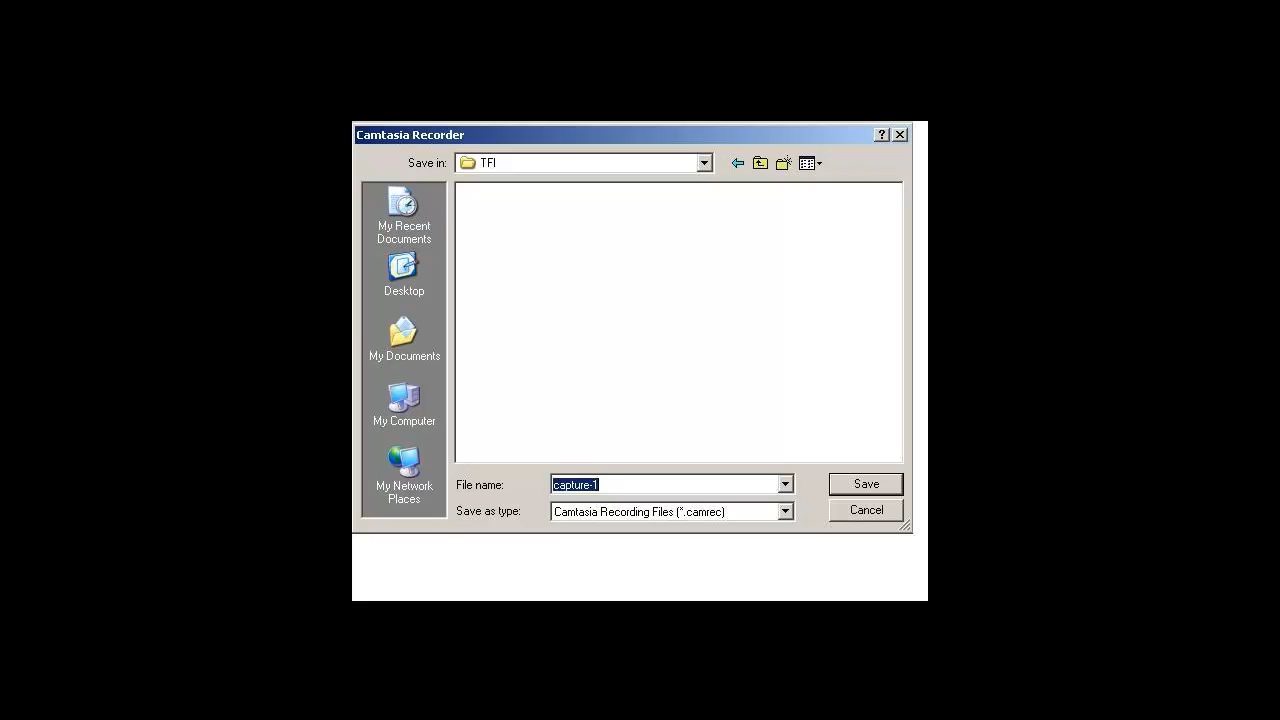 Camtasia Recorder
Save in: TFI
My Recent
Documents
Desktop
My Documents
My Computer
My Network
Places
File name: capture-1 Save
Save as type: Camtasia Recording Files (*.camrec) Cancel